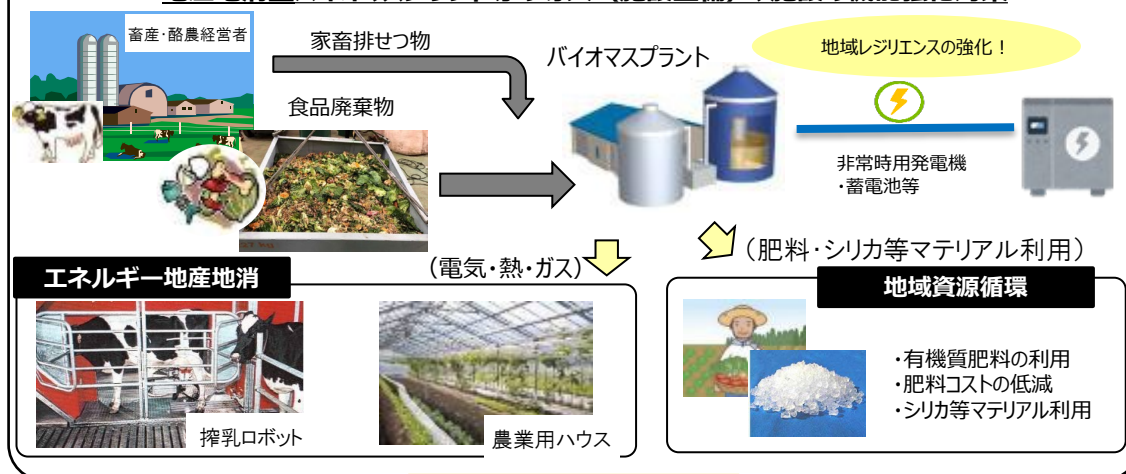 畜産・酪農経営者
家畜排せつ物
食品廃棄物
バイオマスプラント
地域レジリエンスの強化！
非常時用発電機
・蓄電池等
（電気・熱・ガス）
（肥料・シリカ等マテリアル利用）
エネルギー地産地消
搾乳ロボット
農業用ハウス
地域資源循環
・有機質肥料の利用
・肥料コストの低減
・シリカ等マテリアル利用